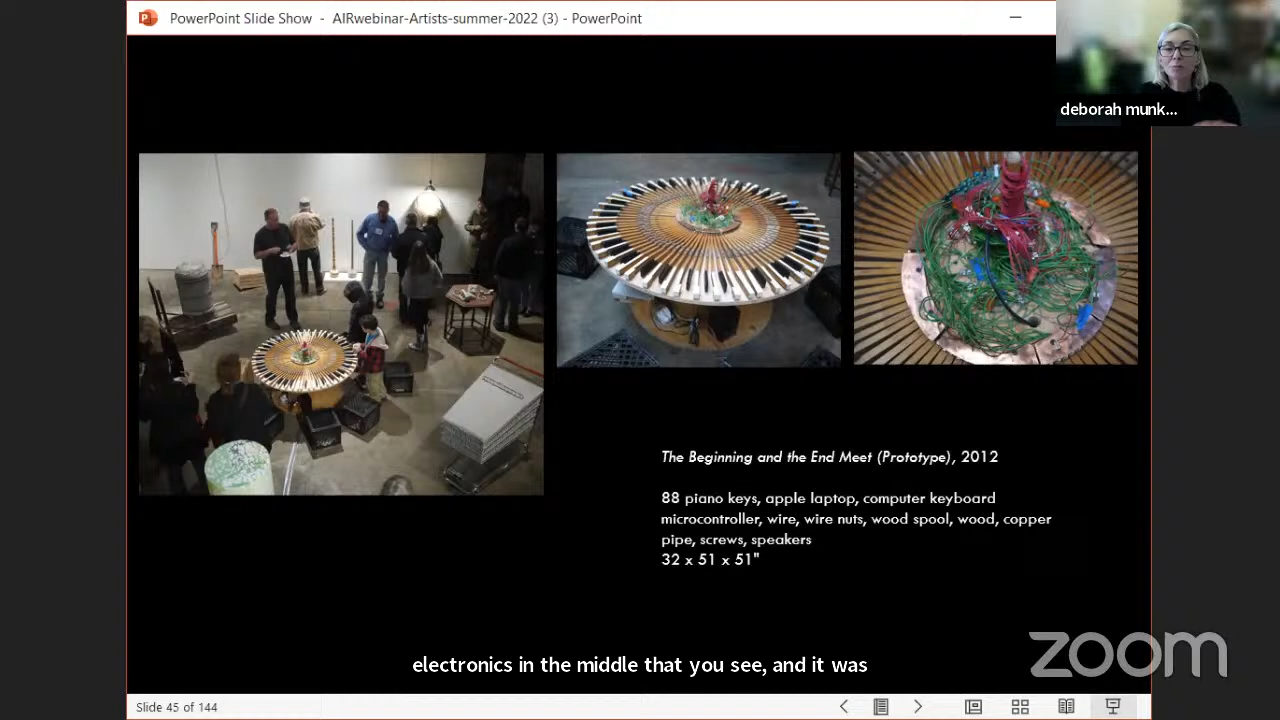 PowerPoint Slide Show - AIRwebinar-Artists-summer-2022 (3) - PowerPoint
deborah munk...
The Beginning and the End Meet (Prototype), 2012
88 piano keys, apple laptop, computer keyboard
microcontroller, wire, wire nuts, wood spool, wood, copper
pipe, screws, speakers
32 x 51 x 51"
electronics in the middle that you see, and it was
zoom
Slide 45 of 144